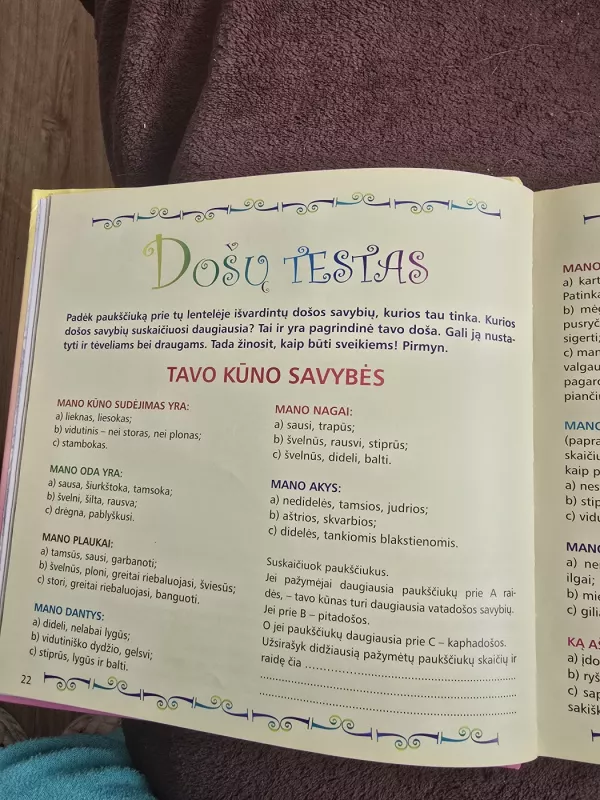 Došų testas
Padėk paukščiuką prie tų lentelėje išvardintų došos savybių, kurios tau tinka. Kurios
došos savybių suskaičiuosi daugiausia? Tai ir yra pagrindinė tavo doša. Gali ją nusta-
tyti ir tėveliams bei draugams. Tada žinosit, kaip būti sveikiems! Pirmyn.
TAVO KŪNO SAVYBĖS
MANO KŪNO SUDĖJIMAS YRA:
a) lieknas, liesokas;
b) vidutinis – nei storas, nei plonas;
c) stambokas.
MANO ODA YRA:
a) sausa, šiurkštoka, tamsoka;
b) švelni, šilta, rausva;
c) drėgna, pablyškusi.
MANO PLAUKAI:
a) tamsūs, sausi, garbanoti;
b) švelnūs, ploni, greitai riebaluojasi, šviesūs;
c) stori, greitai riebaluojasi, banguoti.
MANO DANTYS:
a) dideli, nelabai lygūs;
b) vidutiniško dydžio, gelsvi;
c) stiprūs, lygūs ir balti.
22
MANO NAGAI:
a) sausi, trapūs;
b) švelnūs, rausvi, stiprūs;
c) švelnūs, dideli, balti.
MANO AKYS:
a) nedidelės, tamsios, judrios;
b) aštrios, skvarbios;
c) didelės, tankiomis blakstienomis.
Suskaičiuok paukščiukus.
Jei pažymėjai daugiausia paukščiukų prie A rai-
dės, – tavo kūnas turi daugiausia vatadošos savybių.
Jei prie B – pitadošos.
O jei paukščiukų daugiausia prie C – kaphadošos.
Užsirašyk didžiausią pažymėtų paukščiukų skaičių ir
raidę čia
MANO
a) kart
Patinka
b) mėg
pusryč
sigerti;
c) man
valgau
pagard
piančiu
MANO
(papra
skaičiu
kaip p
a) nes
b) stip
c) vidu
MANO
a) ne
ilgai;
b) mie
c) gili
KĄ AŠ
a) įdo
b) ryš
c) sap
sakišk